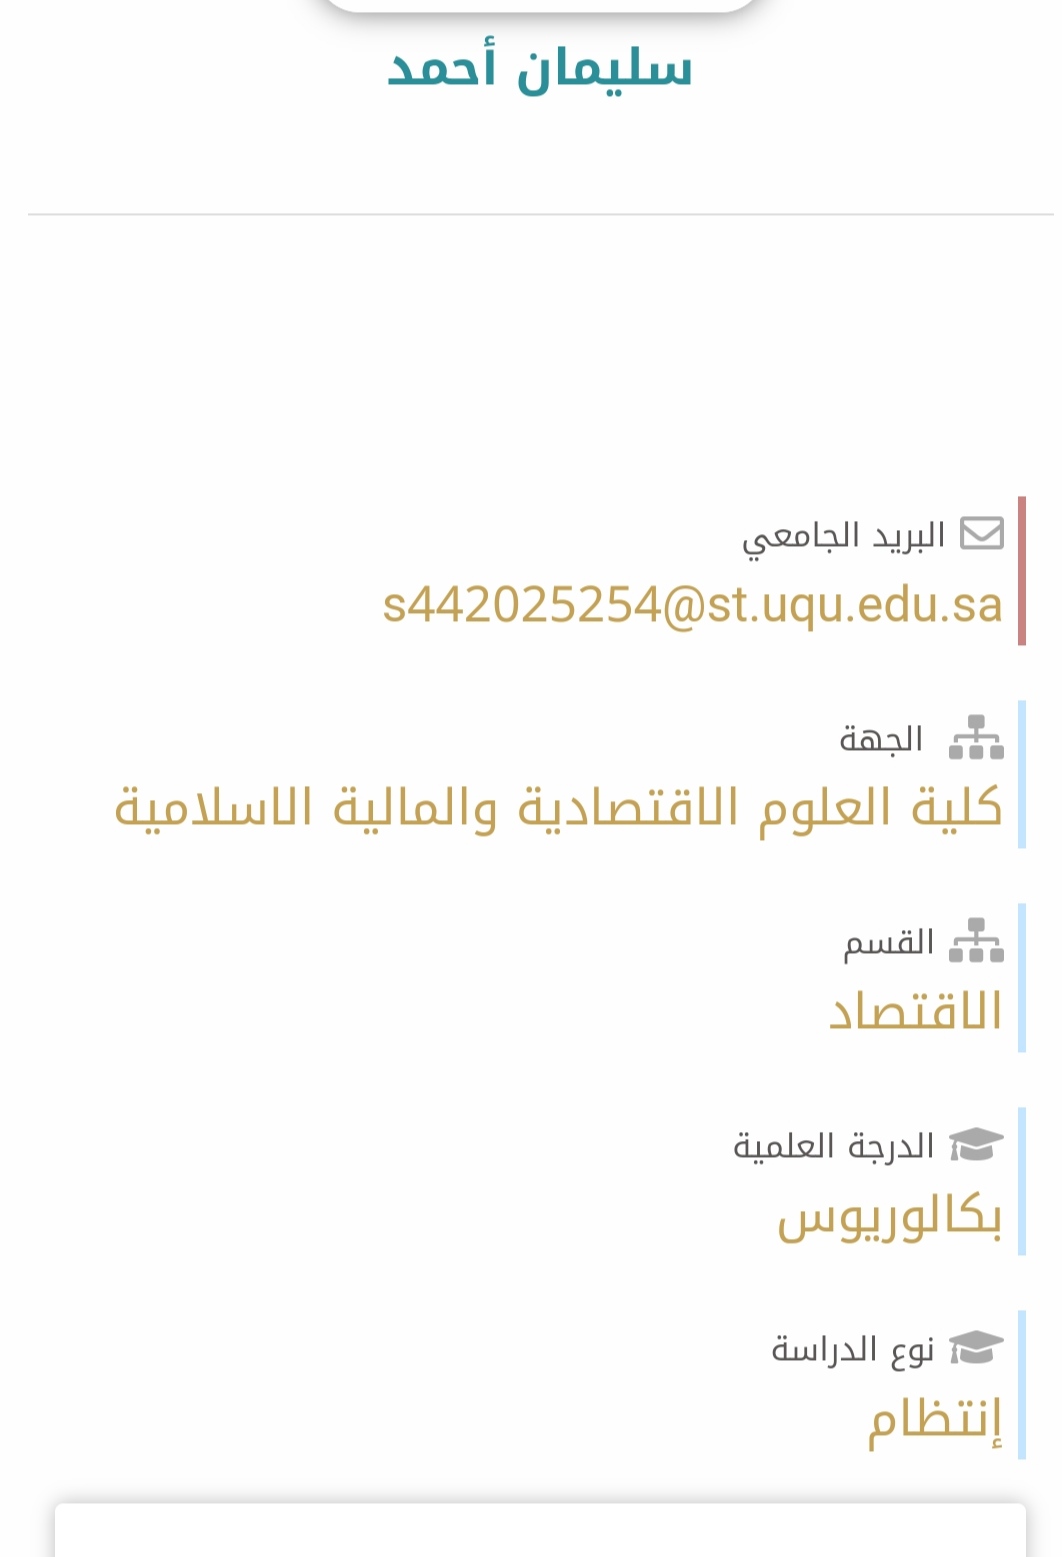 سليمان أحمد
البريد الجامعي
s442025254@st.uqu.edu.sa
الجهة
كلية العلوم الاقتصادية والمالية الاسلامية
القسم
الاقتصاد
الدرجة العلمية
بكالوريوس
نوع الدراسة
إنتظام